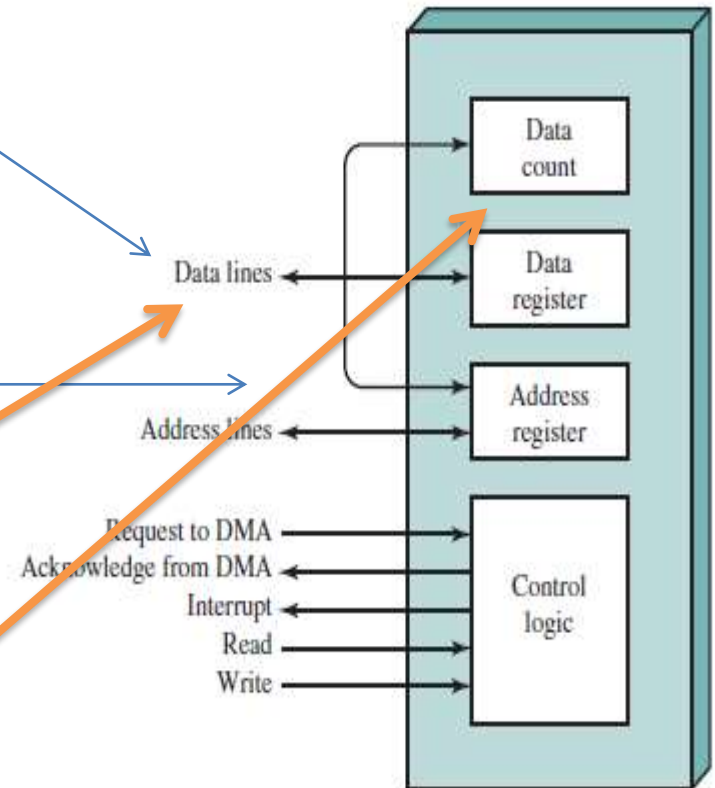 Data
count
Data lines
Data
register
Address
register
Address lines
Request to DMA
Acknowledge from DMA
Interrupt
Read
Write
Control
logic